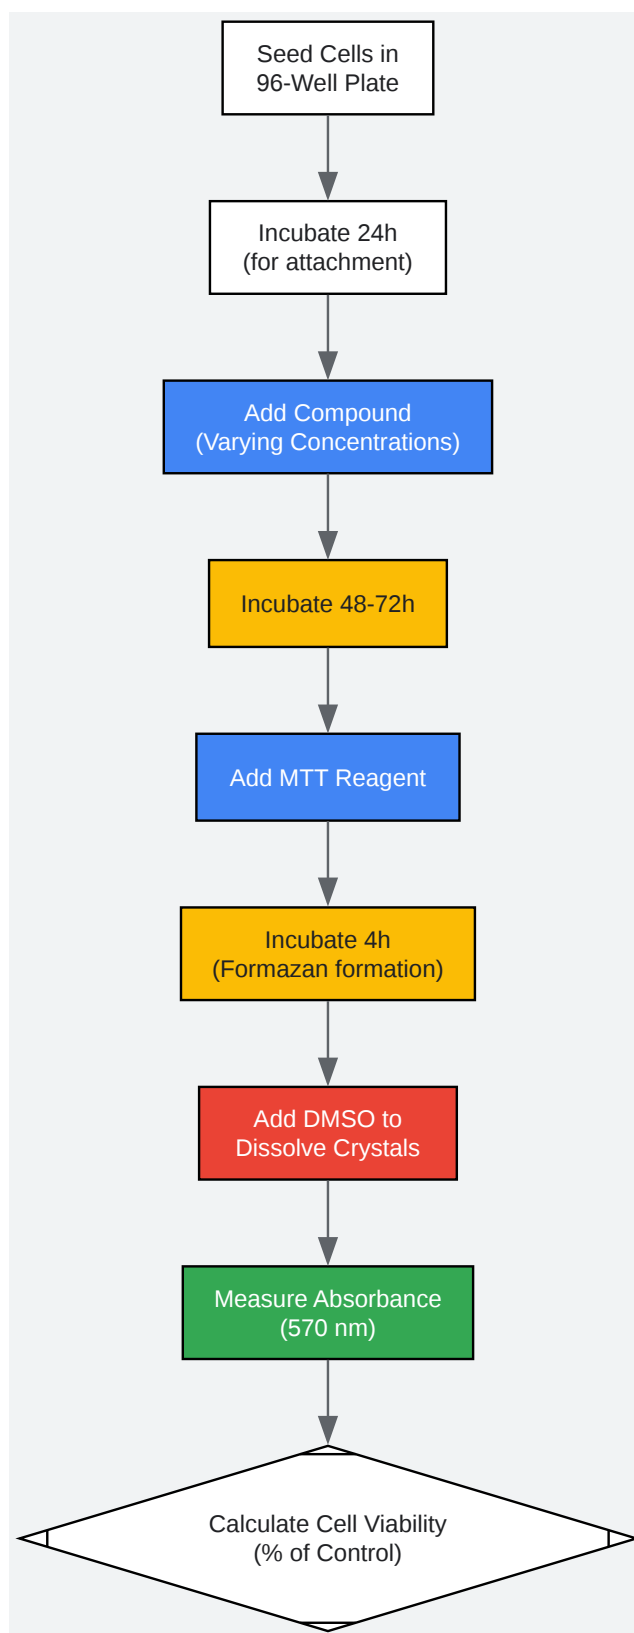 Seed Cells in
96-Well Plate
Incubate 24h
(for attachment)
Add Compound
(Varying Concentrations)
Incubate 48-72h
Add MTT Reagent
Incubate 4h
(Formazan formation)
Add DMSO to
Dissolve Crystals
Measure Absorbance
(570 nm)
Calculate Cell Viability
(% of Control)